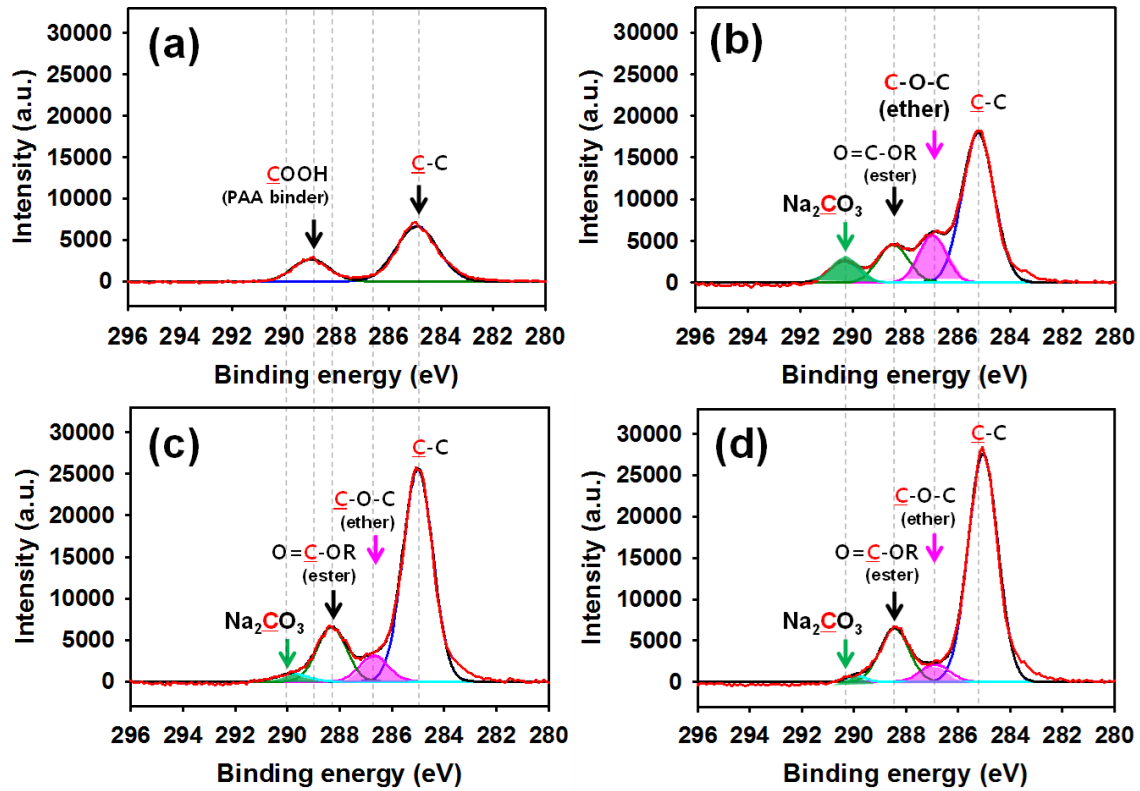 (a)
30000
25000
20000
15000
10000
5000
0
Intensity (a.u.)
COOH
(PAA binder)
C-C
296 294 292 290 288 286 284 282 280
Binding energy (eV)
(b)
30000
25000
20000
15000
10000
5000
0
Intensity (a.u.)
C-O-C
(ether)
C-C
O=C-OR
(ester)
Na₂CO₃
296 294 292 290 288 286 284 282 280
Binding energy (eV)
(c)
30000
25000
20000
15000
10000
5000
0
Intensity (a.u.)
C-C
C-O-C
(ether)
O=C-OR
(ester)
Na₂CO₃
296 294 292 290 288 286 284 282 280
Binding energy (eV)
(d)
30000
25000
20000
15000
10000
5000
0
Intensity (a.u.)
C-C
C-O-C
(ether)
O=C-OR
(ester)
Na₂CO₃
296 294 292 290 288 286 284 282 280
Binding energy (eV)